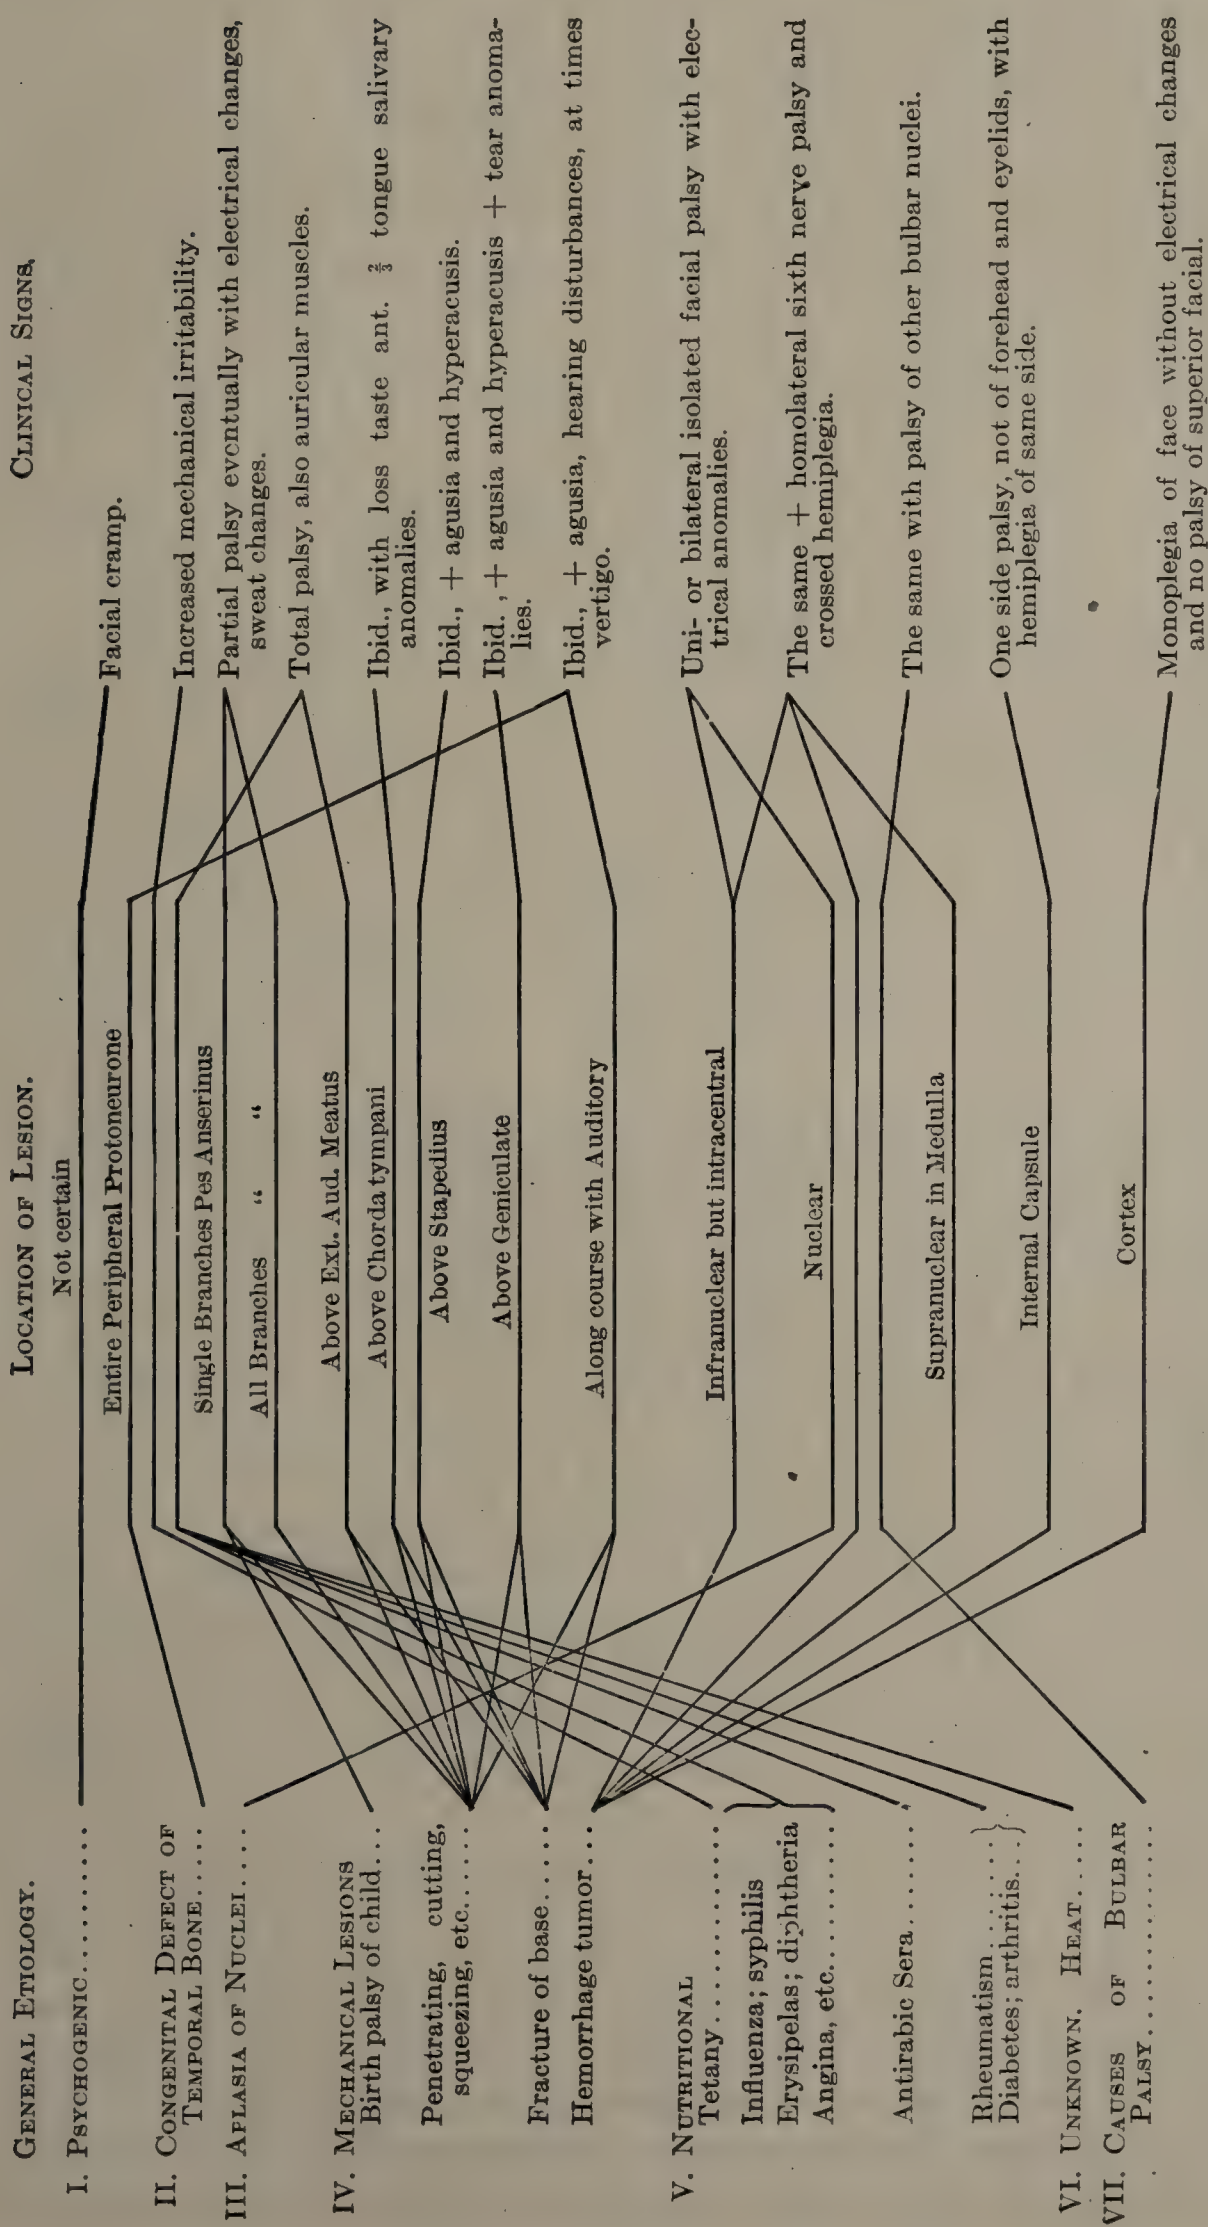 GENERAL ETIOLOGY.
I. PSYCHOGENIC..........
II. CONGENITAL DEFECT OF
TEMPORAL BONE.....
III. APLASIA OF NUCLEI....
IV. MECHANICAL LESIONS
Birth palsy of child...
Penetrating, cutting,
squeezing, etc......
Fracture of base.....
Hemorrhage tumor...
V. NUTRITIONAL
Tetany............
Influenza; syphilis
Erysipelas; diphtheria
Angina, etc.........
Antirabic Sera.......
Rheumatism........
Diabetes; arthritis...
VI. UNKNOWN. HEAT.....
VII. CAUSES OF BULBAR
PALSY.............
LOCATION OF LESION.
Not certain
Entire Peripheral Protoneurone
Single Branches Pes Anserinus
All Branches " "
Above Ext. Aud. Meatus
Above Chorda tympani
Above Stapedius
Above Geniculate
Along course with Auditory
Infranuclear but intracentral
Nuclear
Supranuclear in Medulla
Internal Capsule
Cortex
CLINICAL SIGNS.
Facial cramp.
Increased mechanical irritability.
Partial palsy eventually with electrical changes,
sweat changes.
Total palsy, also auricular muscles.
Ibid., with loss taste ant. ⅔ tongue salivary
anomalies.
Ibid., + agusia and hyperacusis.
Ibid., + agusia and hyperacusis + tear anoma-
lies.
Ibid., + agusia, hearing disturbances, at times
vertigo.
Uni- or bilateral isolated facial palsy with elec-
trical anomalies.
The same + homolateral sixth nerve palsy and
crossed hemiplegia.
The same with palsy of other bulbar nuclei.
One side palsy, not of forehead and eyelids, with
hemiplegia of same side.
Monoplegia of face without electrical changes
and no palsy of superior facial.